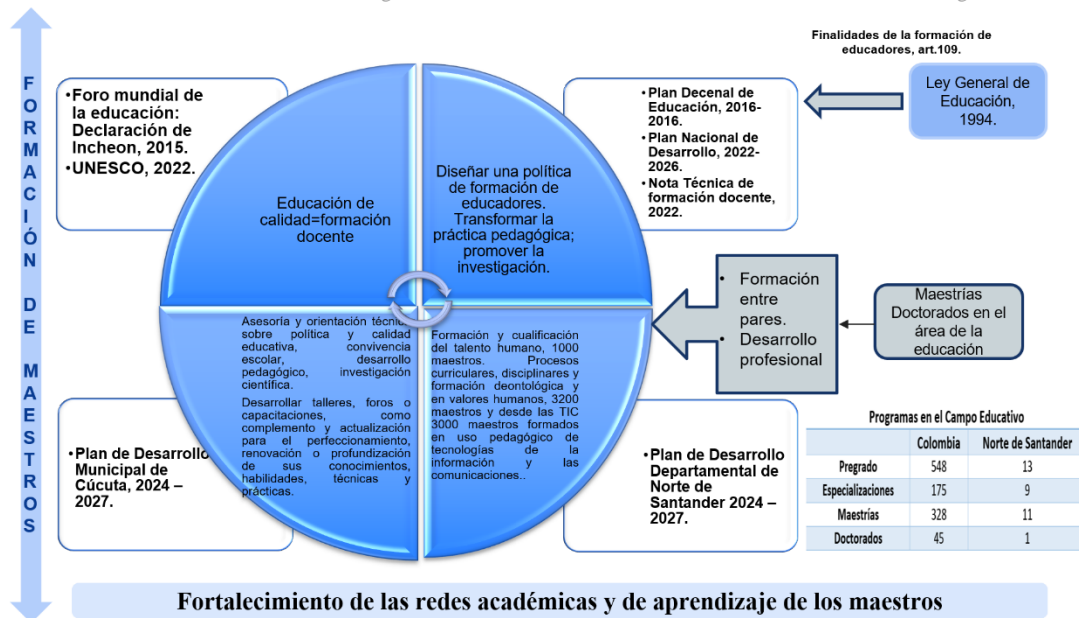 FORMACIÓN DE MAESTROS
Finalidades de la formación de
educadores, art.109.
Ley General de
Educación,
1994.
•Foro mundial de
la educación:
Declaración de
Incheon, 2015.
•UNESCO, 2022.
Educación de
calidad=formación
docente
Diseñar una política
de formación de
educadores.
Transformar la
práctica pedagógica;
promover la
investigación.
•Plan Decenal de
Educación, 2016-
2016.
•Plan Nacional de
Desarrollo, 2022-
2026.
•Nota Técnica de
formación docente,
2022.
• Formación
entre
pares.
• Desarrollo
profesional
Maestrías
Doctorados en el
área de la
educación
•Plan de Desarrollo
Municipal de
Cúcuta, 2024 –
2027.
Asesoría y orientación técnic
sobre política y calidad
educativa, convivencia
escolar, desarrollo
pedagógico, investigación
científica.
Desarrollar talleres, foros o
capacitaciones, como
complemento y actualización
para el perfeccionamiento,
renovación o profundización
de sus conocimientos,
habilidades, técnicas y
prácticas.
Formación y cualificación
del talento humano, 1000
maestros. Procesos
curriculares, disciplinares y
formación deontológica y
en valores humanos, 3200
maestros y desde las TIC
3000 maestros formados
en uso pedagógico de
tecnologías de la
información y las
comunicaciones..
•Plan de Desarrollo
Departamental de
Norte de
Santander 2024 –
2027.
Programas en el Campo Educativo
Colombia Norte de Santander
Pregrado 548 13
Especializaciones 175 9
Maestrías 328 11
Doctorados 45 1
Fortalecimiento de las redes académicas y de aprendizaje de los maestros